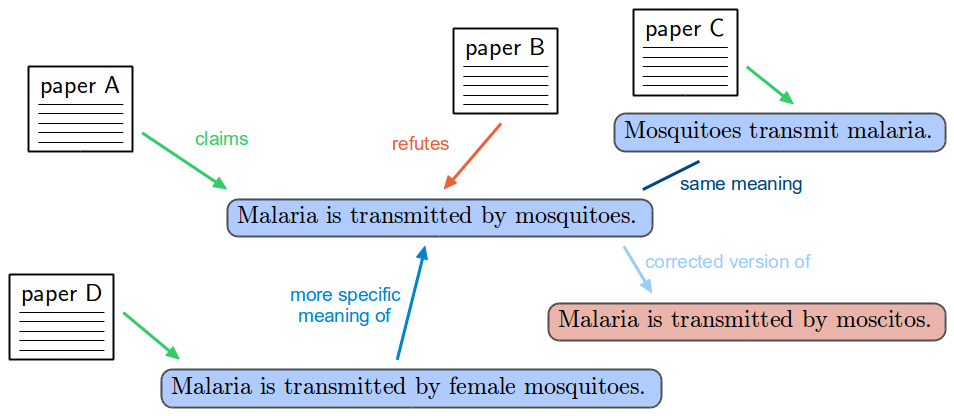 paper C
paper B
paper A
Mosquitoes transmit malaria.
claims
refutes
same meaning
Malaria is transmitted by mosquitoes.
corrected version of
paper D
more specific
meaning of
Malaria is transmitted by moscitos.
Malaria is transmitted by female mosquitoes.